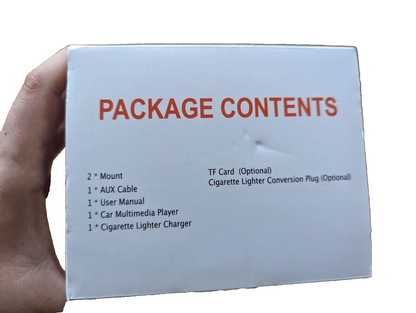 PACKAGE CONTENTS
2 * Mount
1 * AUX Cable
1 * User Manual
1 * Car Multimedia Player
1 * Cigarette Lighter Charger
TF Card (Optional)
Cigarette Lighter Conversion Plug (Optional)